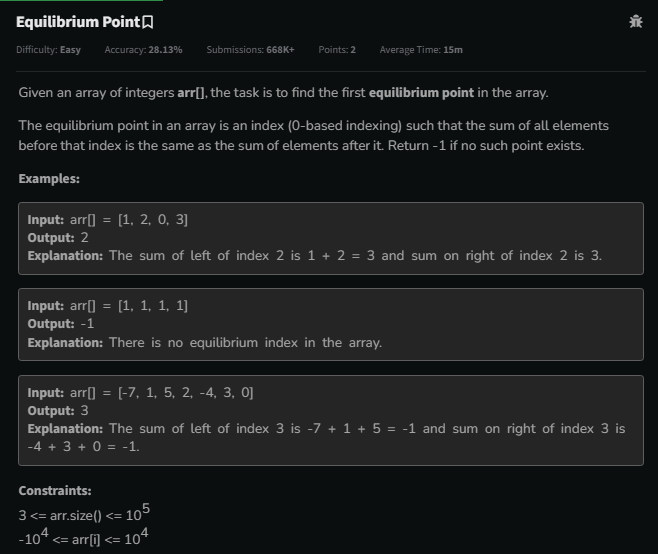 Equilibrium Point
Difficulty: Easy Accuracy: 28.13% Submissions: 668K+ Points: 2 Average Time: 15m
Given an array of integers arr[], the task is to find the first equilibrium point in the array.
The equilibrium point in an array is an index (0-based indexing) such that the sum of all elements
before that index is the same as the sum of elements after it. Return -1 if no such point exists.
Examples:
Input: arr[] = [1, 2, 0, 3]
Output: 2
Explanation: The sum of left of index 2 is 1 + 2 = 3 and sum on right of index 2 is 3.
Input: arr[] = [1, 1, 1, 1]
Output: -1
Explanation: There is no equilibrium index in the array.
Input: arr[] = [-7, 1, 5, 2, -4, 3, 0]
Output: 3
Explanation: The sum of left of index 3 is -7 + 1 + 5 = -1 and sum on right of index 3 is
-4 + 3 + 0 = -1.
Constraints:
3 <= arr.size() <= 10^5
-10^4 <= arr[i] <= 10^4